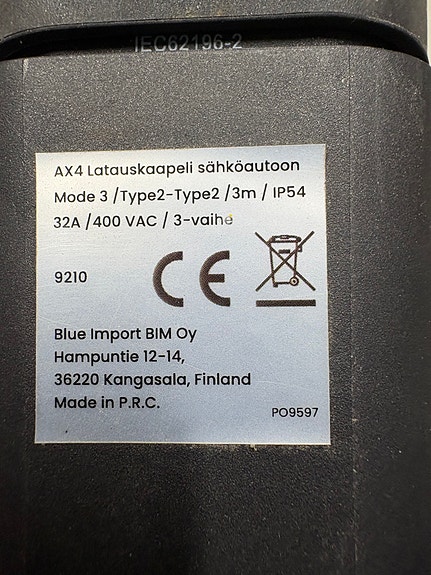 IEC62196-2
AX4 Latauskaapeli sähköautoon
Mode 3 /Type2-Type2 /3m / IP54
32A /400 VAC / 3-vaihe
9210
CE
Blue Import BIM Oy
Hampuntie 12-14,
36220 Kangasala, Finland
Made in P.R.C.
PO9597